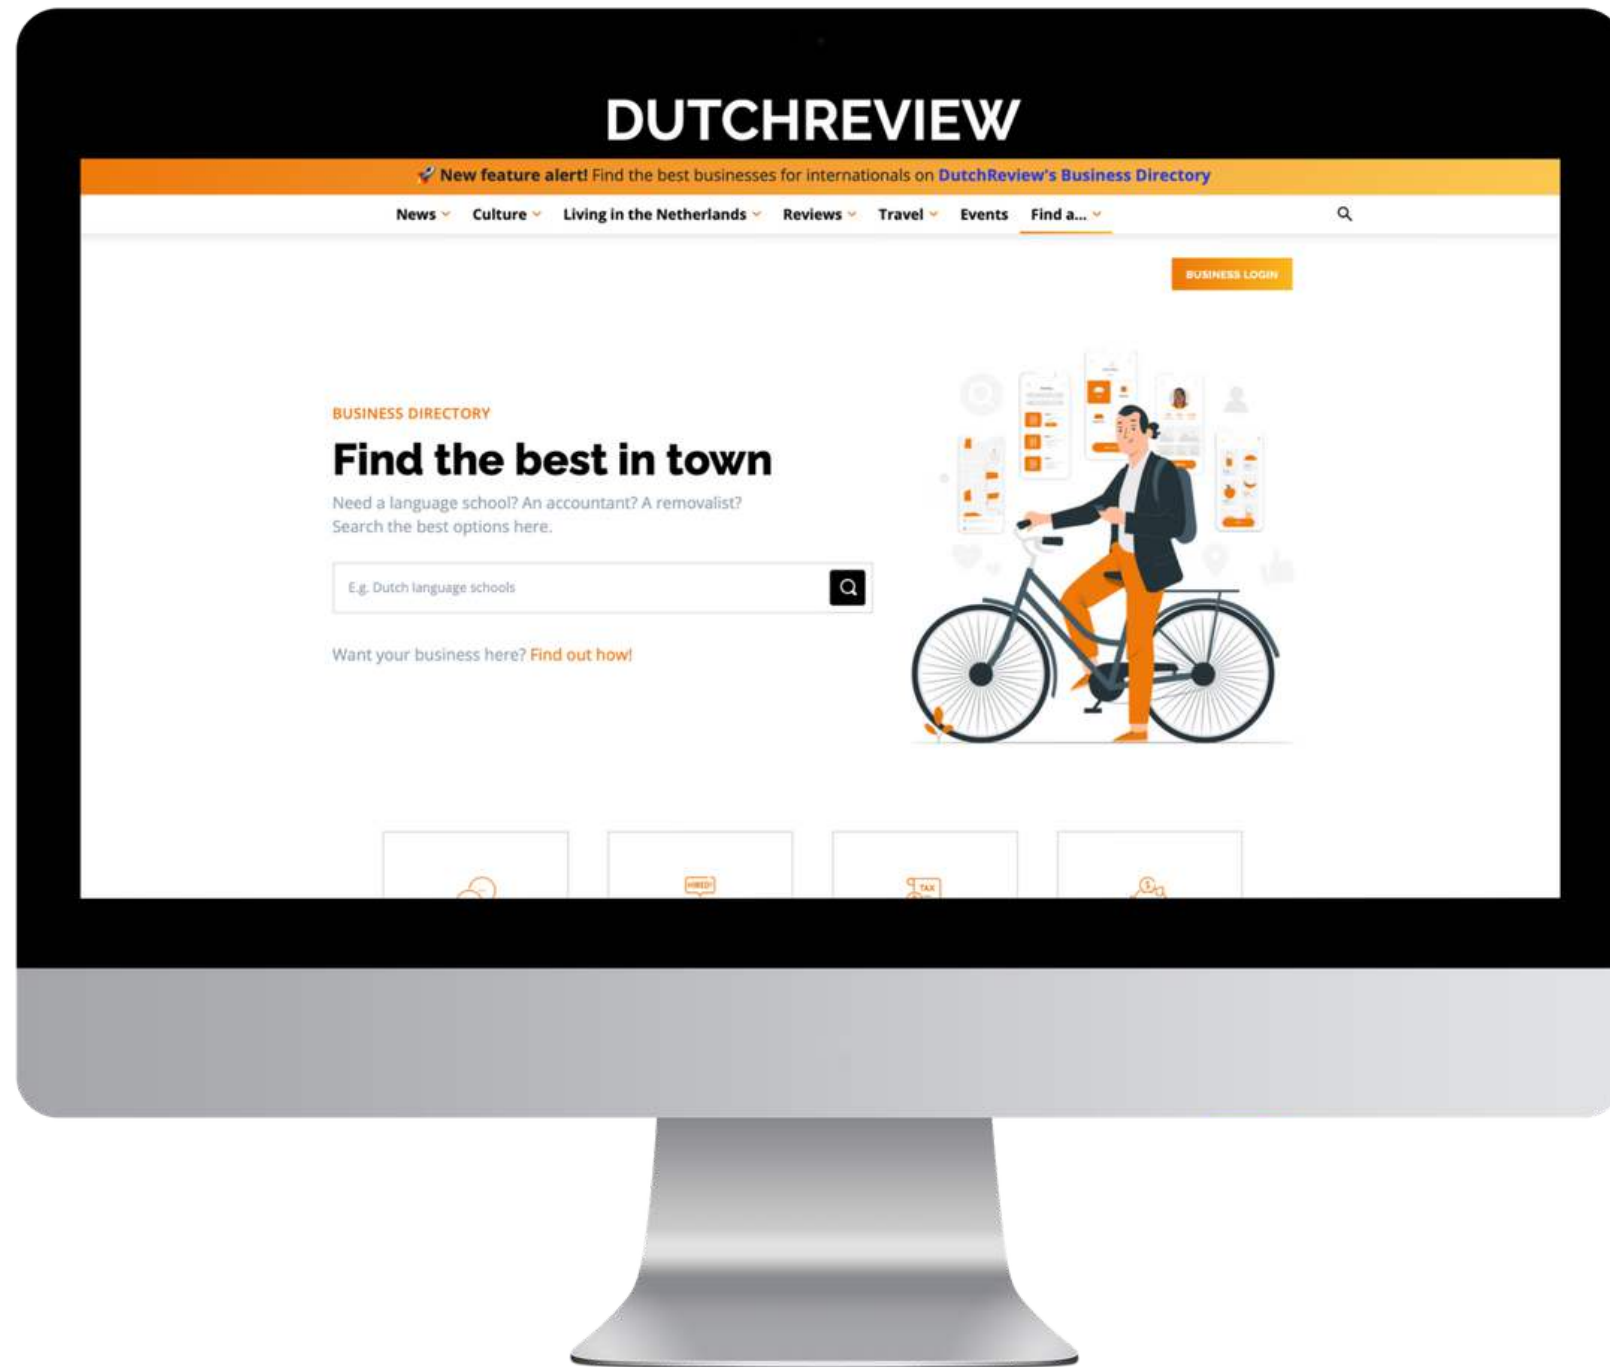 DUTCHREVIEW
🚀 New feature alert! Find the best businesses for internationals on DutchReview's Business Directory
News Culture Living in the Netherlands Reviews Travel Events Find a...
BUSINESS LOGIN
BUSINESS DIRECTORY
Find the best in town
Need a language school? An accountant? A removalist?
Search the best options here.
E.g. Dutch language schools
Want your business here? Find out how!
HIRED!
TAX